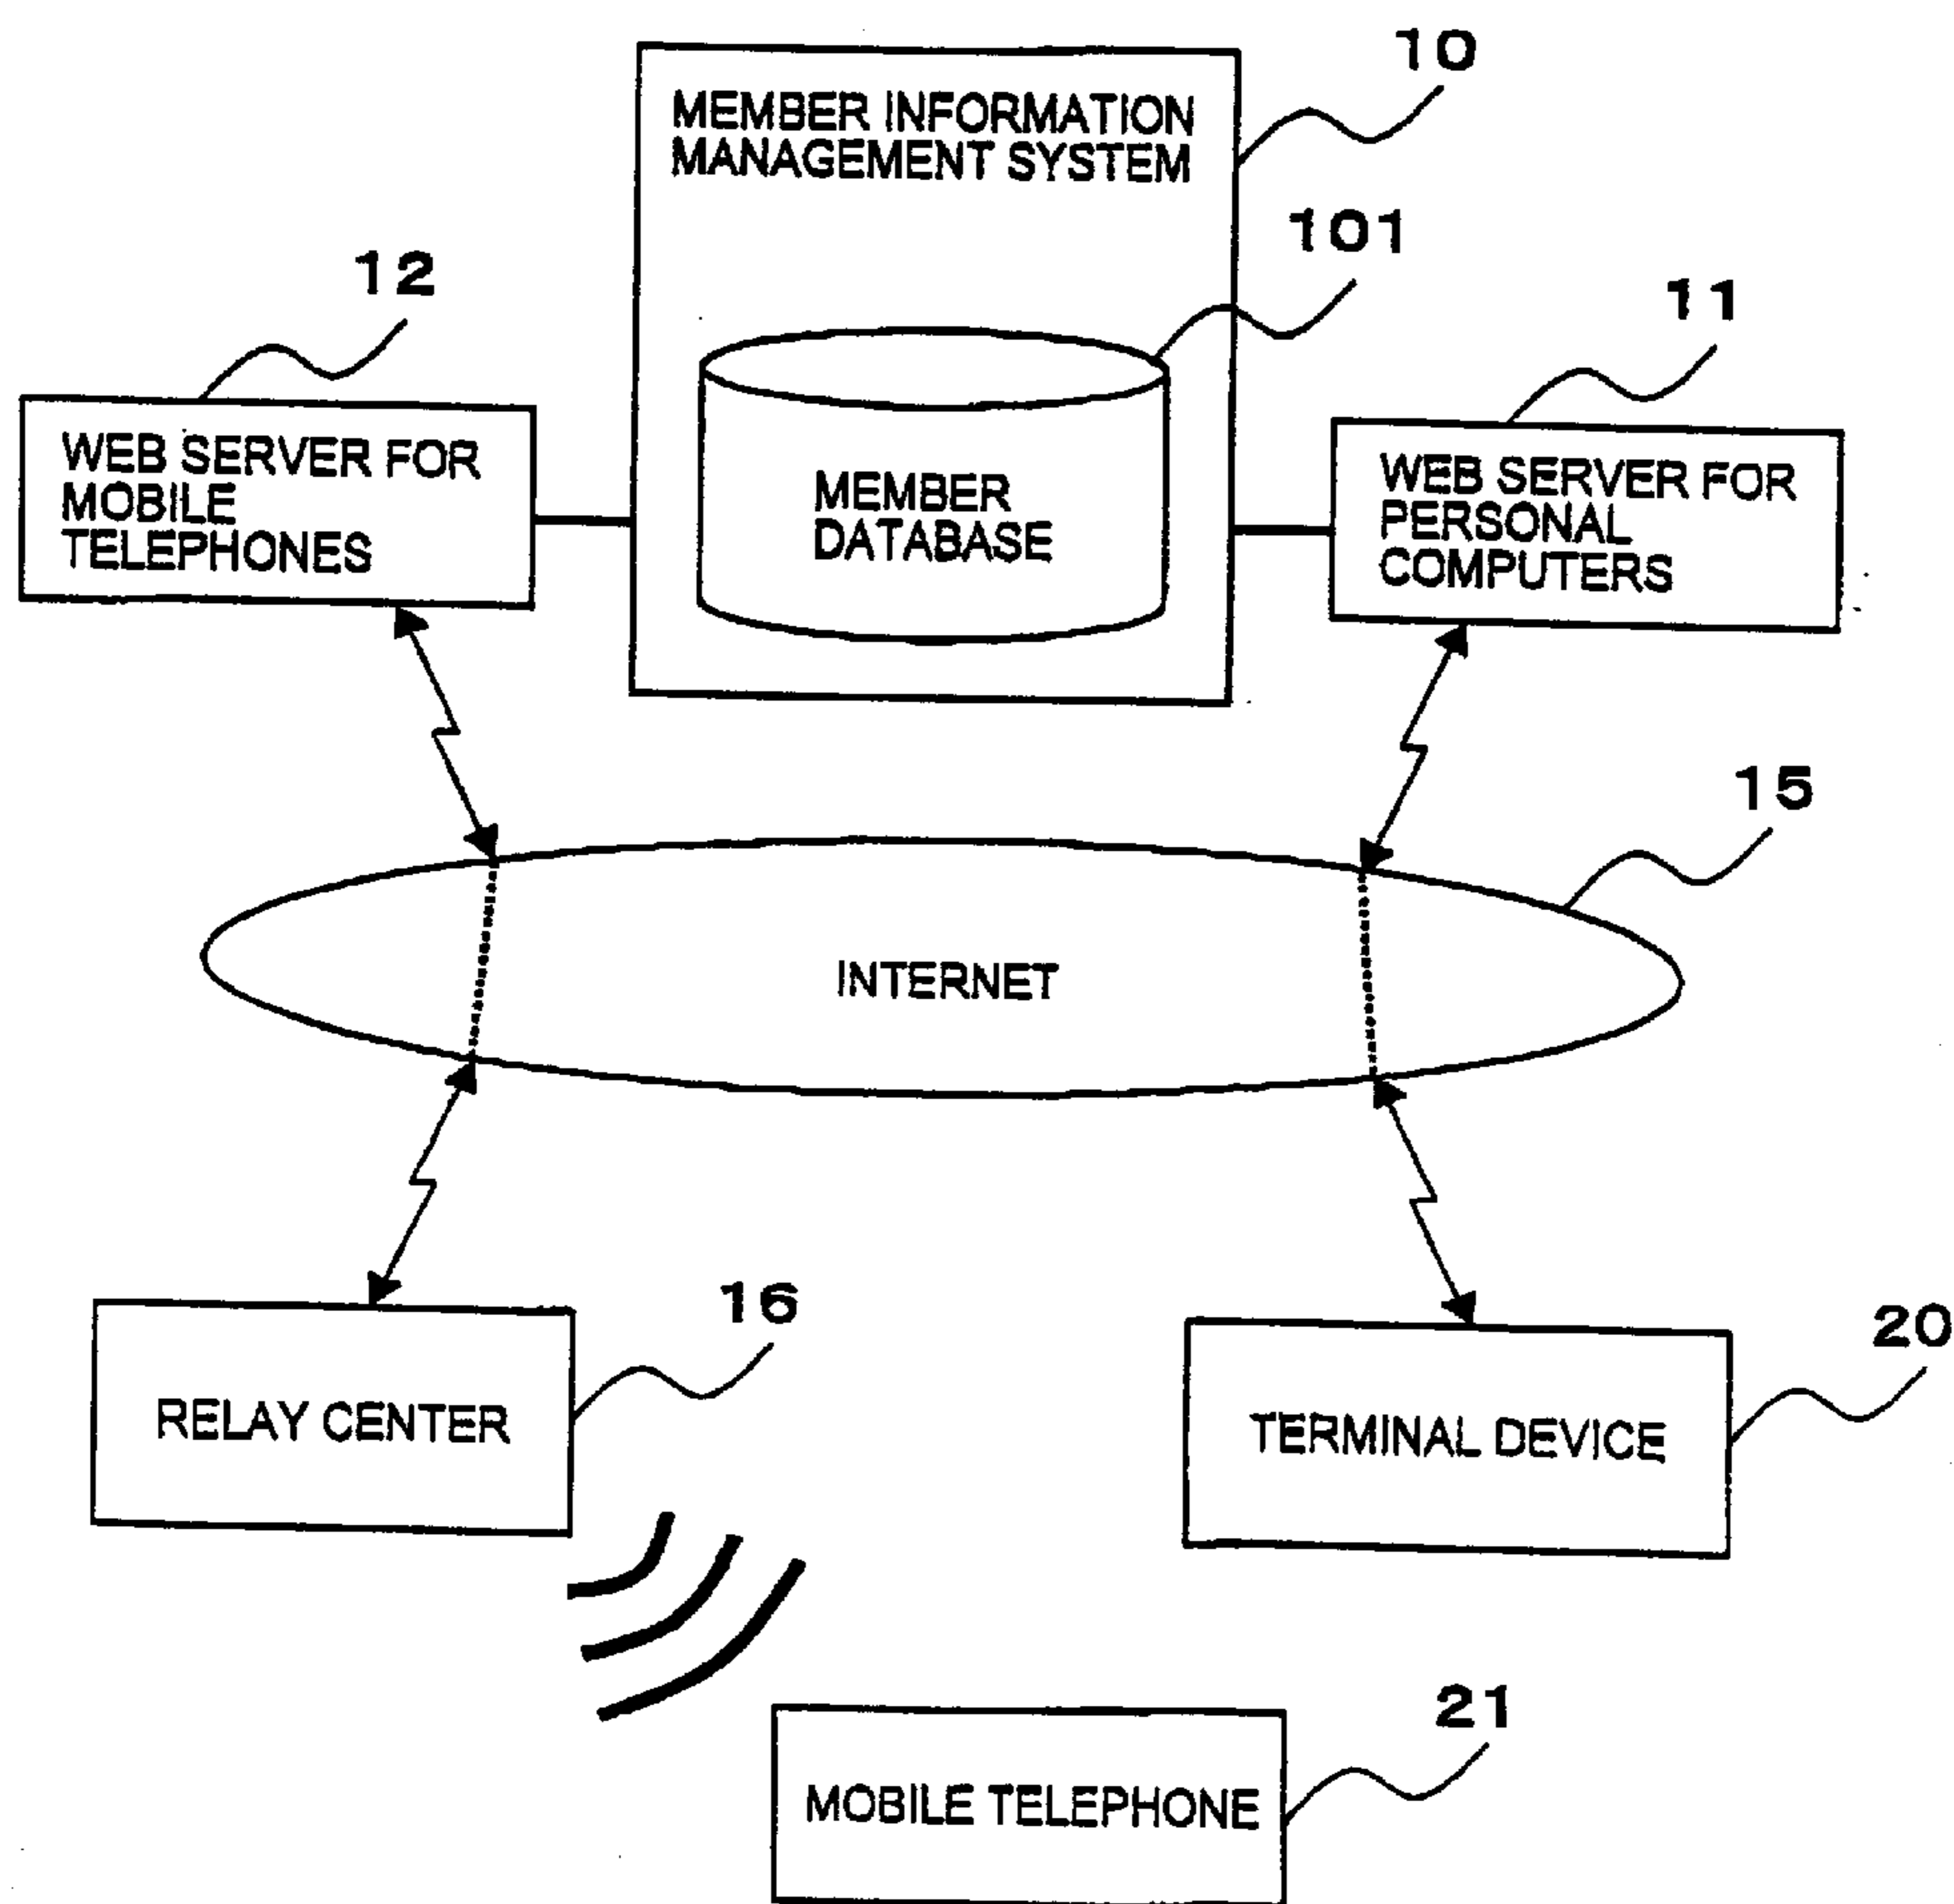 10
MEMBER INFORMATION
MANAGEMENT SYSTEM
101
12
11
WEB SERVER FOR
MOBILE
TELEPHONES
MEMBER
DATABASE
WEB SERVER FOR
PERSONAL
COMPUTERS
15
INTERNET
16
20
RELAY CENTER
TERMINAL DEVICE
21
MOBILE TELEPHONE